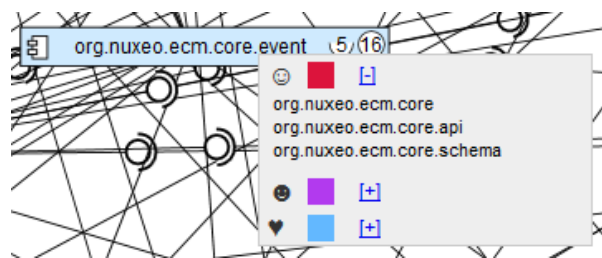 org.nuxeo.ecm.core.event 5 16
[-]
org.nuxeo.ecm.core
org.nuxeo.ecm.core.api
org.nuxeo.ecm.core.schema
[+]
[+]